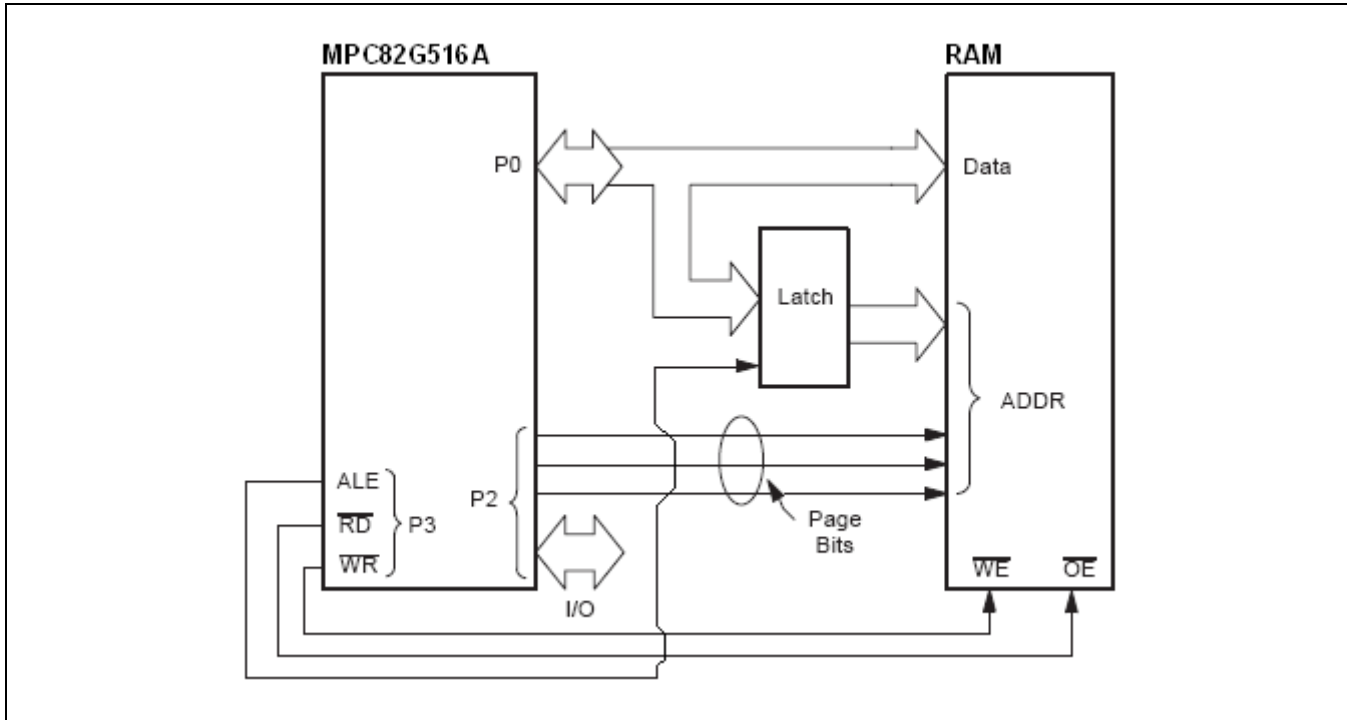 MPC82G516A
RAM
P0
Data
Latch
ADDR
ALE
RD
WR
P3
P2
Page
Bits
I/O
WE
OE